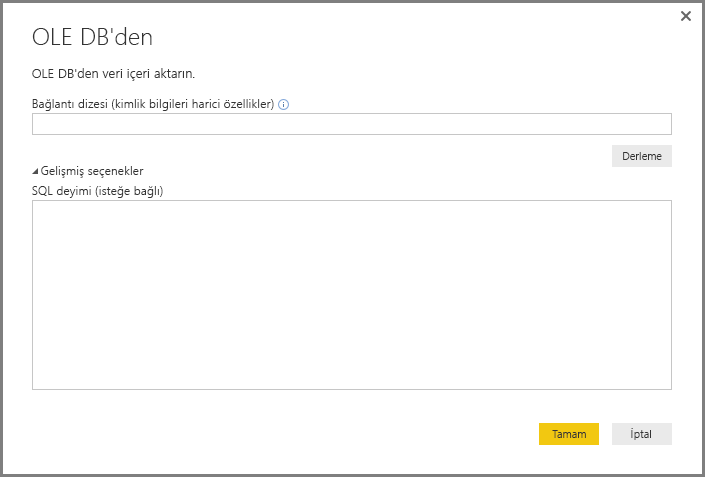 OLE DB'den
OLE DB'den veri içeri aktarın.
Bağlantı dizesi (kimlik bilgileri harici özellikler)
Derleme
Gelişmiş seçenekler
SQL deyimi (isteğe bağlı)
Tamam
İptal